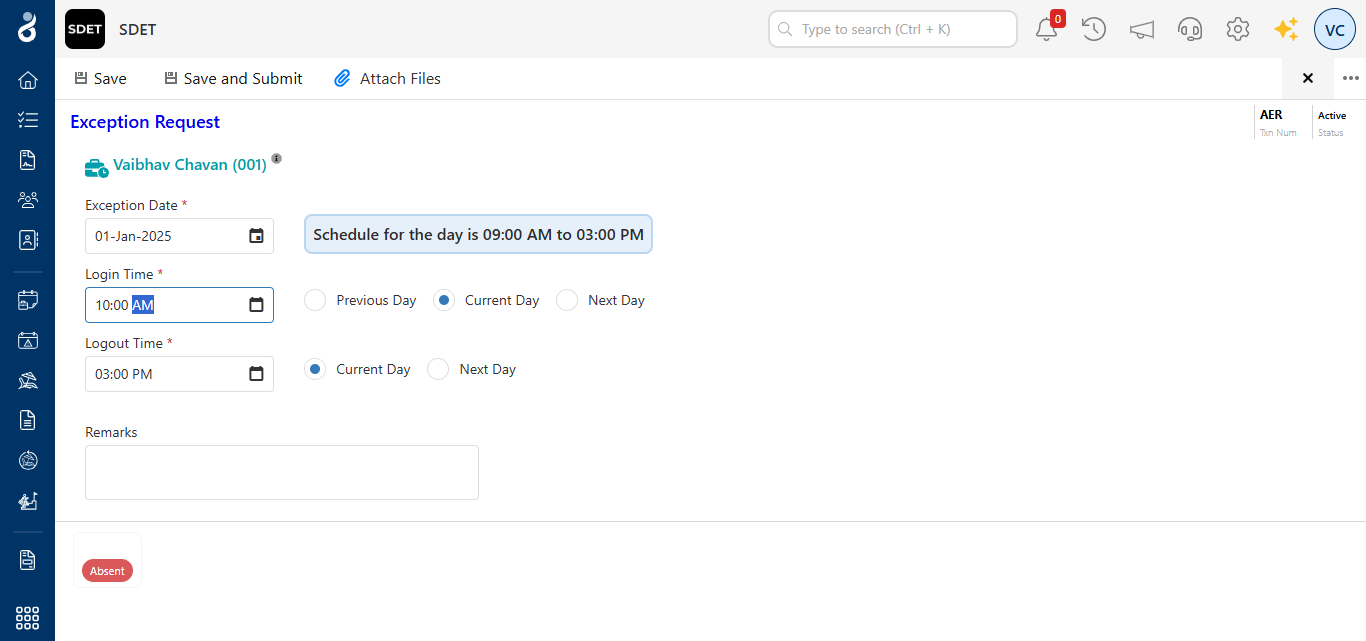 SDET SDET Type to search (Ctrl + K) 0 VC
Save Save and Submit Attach Files
Exception Request AER Active
Txn Num Status
Vaibhav Chavan (001)
Exception Date *
01-Jan-2025 Schedule for the day is 09:00 AM to 03:00 PM
Login Time *
10:00 AM Previous Day Current Day Next Day
Logout Time *
03:00 PM Current Day Next Day
Remarks
Absent